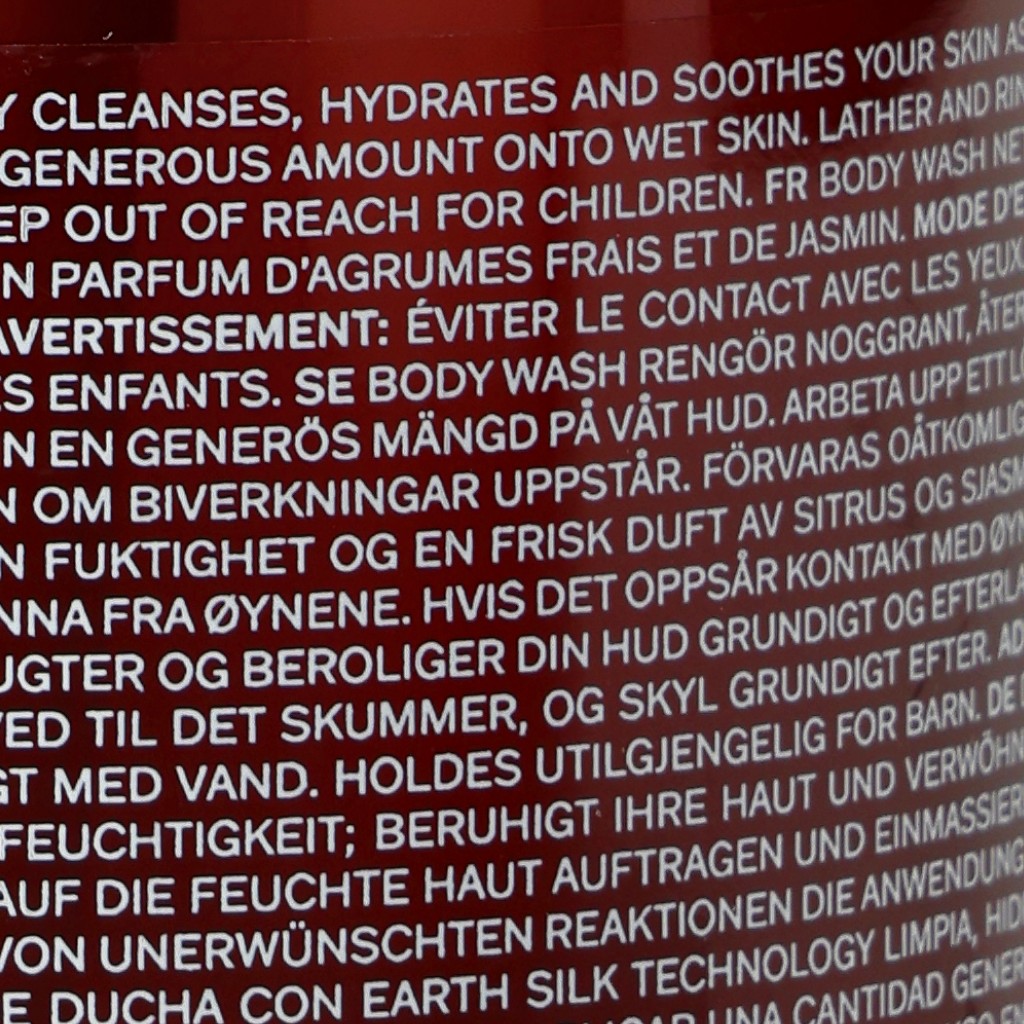 Y CLEANSES, HYDRATES AND SOOTHES YOUR SKIN AS
GENEROUS AMOUNT ONTO WET SKIN. LATHER AND RIN
EP OUT OF REACH FOR CHILDREN. FR BODY WASH NET
N PARFUM D'AGRUMES FRAIS ET DE JASMIN. MODE D'E
AVERTISSEMENT: ÉVITER LE CONTACT AVEC LES YEUX
ES ENFANTS. SE BODY WASH RENGÖR NOGGRANT, ÅTER
N EN GENERÖS MÄNGD PÅ VÅT HUD. ARBETA UPP ETT LÖ
N OM BIVERKNINGAR UPPSTÅR. FÖRVARAS OÅTKOMLIG
N FUKTIGHET OG EN FRISK DUFT AV SITRUS OG SJASM
NNA FRA ØYNENE. HVIS DET OPPSÅR KONTAKT MED ØYN
UGTER OG BEROLIGER DIN HUD GRUNDIGT OG EFTERLA
VED TIL DET SKUMMER, OG SKYL GRUNDIGT EFTER. AD
GT MED VAND. HOLDES UTILGJENGELIG FOR BARN. DE
FEUCHTIGKEIT; BERUHIGT IHRE HAUT UND VERWÖHN
AUF DIE FEUCHTE HAUT AUFTRAGEN UND EINMASSIER
VON UNERWÜNSCHTEN REAKTIONEN DIE ANWENDUNG
E DUCHA CON EARTH SILK TECHNOLOGY LIMPIA, HID
UNA CANTIDAD GENER